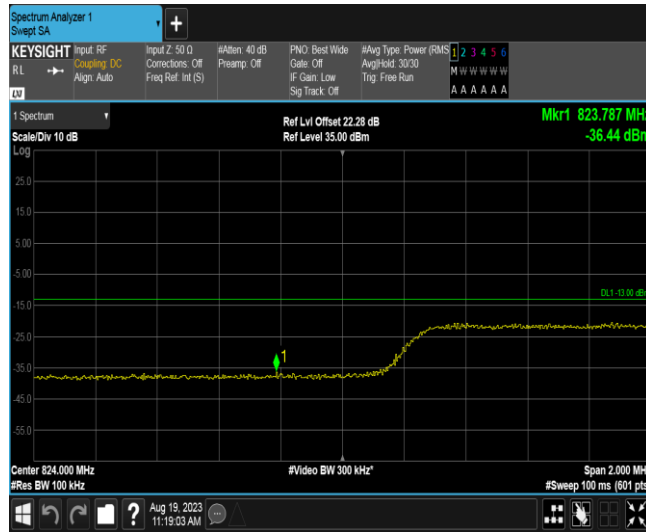 Spectrum Analyzer 1
Swept SA
+
KEYSIGHT
RL
LXI
Input: RF
Coupling: DC
Align: Auto
Input Z: 50 Ω
Corrections: Off
Freq Ref: Int (S)
#Atten: 40 dB
Preamp: Off
PNO: Best Wide
Gate: Off
IF Gain: Low
Sig Track: Off
#Avg Type: Power (RMS
Avg|Hold: 30/30
Trig: Free Run
1 2 3 4 5 6
M W W W W W
A A A A A A
1 Spectrum
Scale/Div 10 dB
Log
Ref Lvl Offset 22.28 dB
Ref Level 35.00 dBm
Mkr1 823.787 MHz
-36.44 dBm
25.0
15.0
5.00
-5.00
-15.0
-25.0
-35.0
-45.0
-55.0
DL1 -13.00 dBm
1
Center 824.000 MHz
#Res BW 100 kHz
#Video BW 300 kHz*
Span 2.000 MHz
#Sweep 100 ms (601 pts)
?
Aug 19, 2023
11:19:03 AM